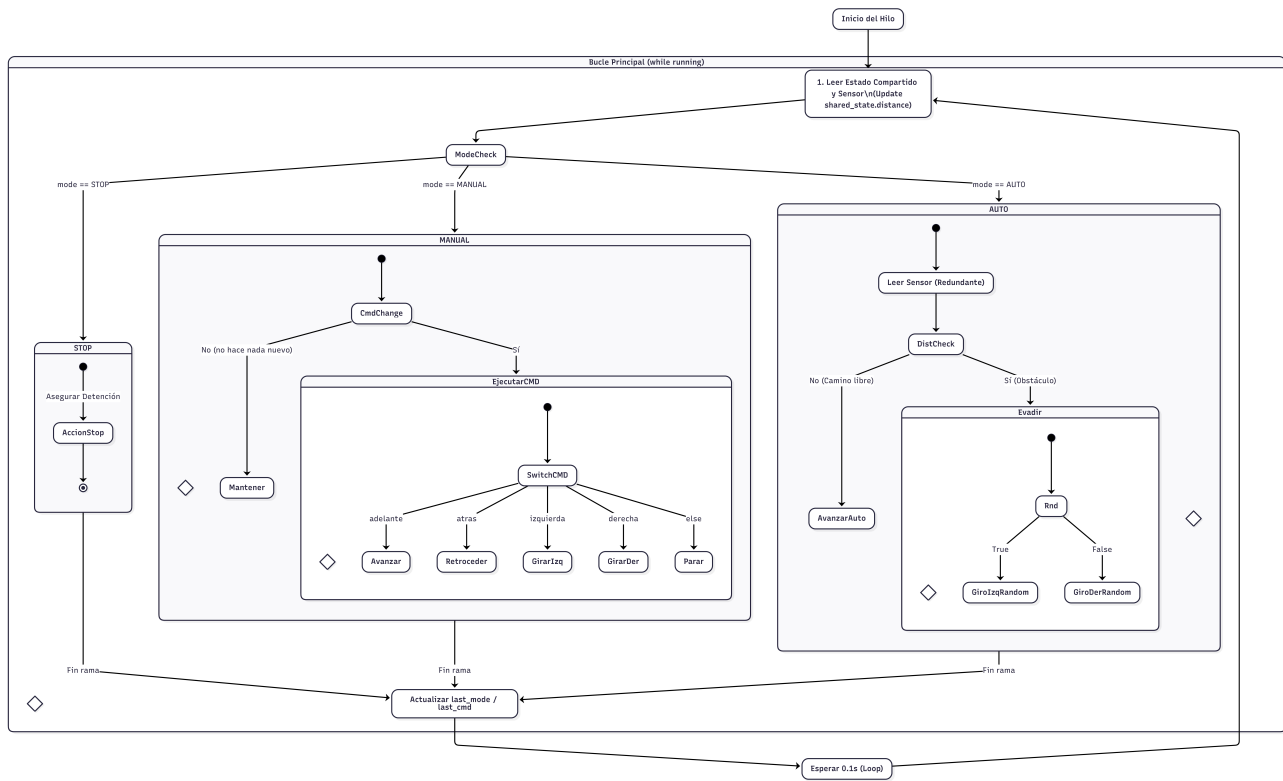 Inicio del Hilo
Bucle Principal (while running)
1. Leer Estado Compartido
y Sensor\n(Update
shared_state.distance)
ModeCheck
mode == STOP
mode == MANUAL
mode == AUTO
STOP
Asegurar Detención
AccionStop
MANUAL
CmdChange
No (no hace nada nuevo)
Sí
Mantener
EjecutarCMD
SwitchCMD
adelante
atras
izquierda
derecha
else
Avanzar
Retroceder
GirarIzq
GirarDer
Parar
AUTO
Leer Sensor (Redundante)
DistCheck
No (Camino libre)
Sí (Obstáculo)
AvanzarAuto
Evadir
Rnd
True
False
GiroIzqRandom
GiroDerRandom
Fin rama
Fin rama
Fin rama
Actualizar last_mode /
last_cmd
Esperar 0.1s (Loop)